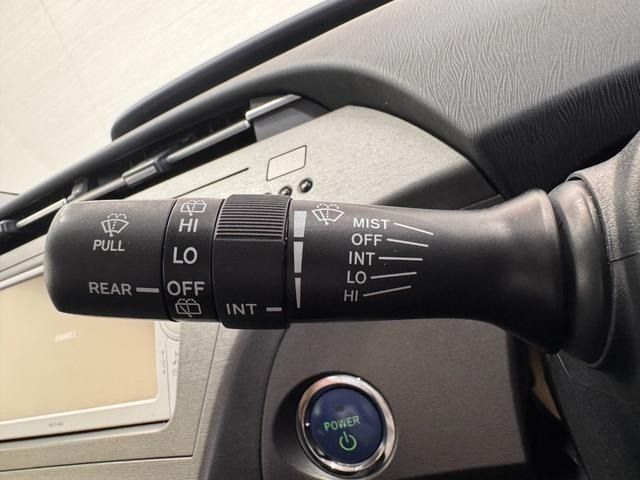 PULL
REAR
HI
LO
OFF
INT
MIST
OFF
INT
LO
HI
POWER